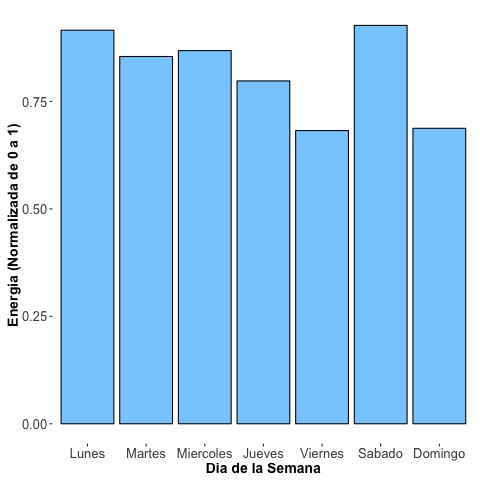 Energia (Normalizada de 0 a 1)
0.75
0.50
0.25
0.00
Lunes Martes Miercoles Jueves Viernes Sabado Domingo
Dia de la Semana